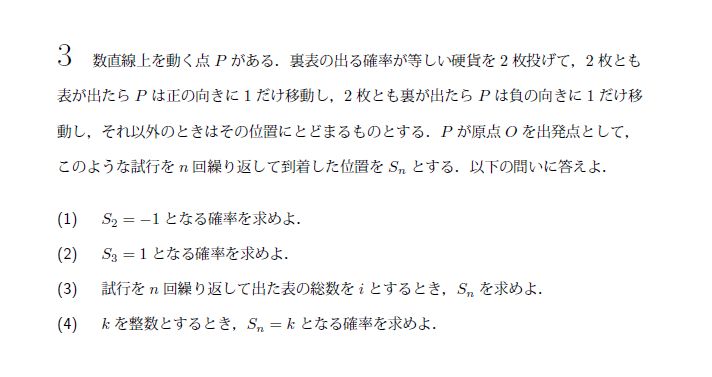 3 数直線上を動く点 P がある．裏表の出る確率が等しい硬貨を 2 枚投げて，2 枚とも
表が出たら P は正の向きに 1 だけ移動し，2 枚とも裏が出たら P は負の向きに 1 だけ移
動し，それ以外のときはその位置にとどまるものとする．P が原点 O を出発点として，
このような試行を n 回繰り返して到着した位置を Sₙ とする．以下の問いに答えよ．
(1) S₂ = −1 となる確率を求めよ．
(2) S₃ = 1 となる確率を求めよ．
(3) 試行を n 回繰り返して出た表の総数を i とするとき，Sₙ を求めよ．
(4) k を整数とするとき，Sₙ = k となる確率を求めよ．